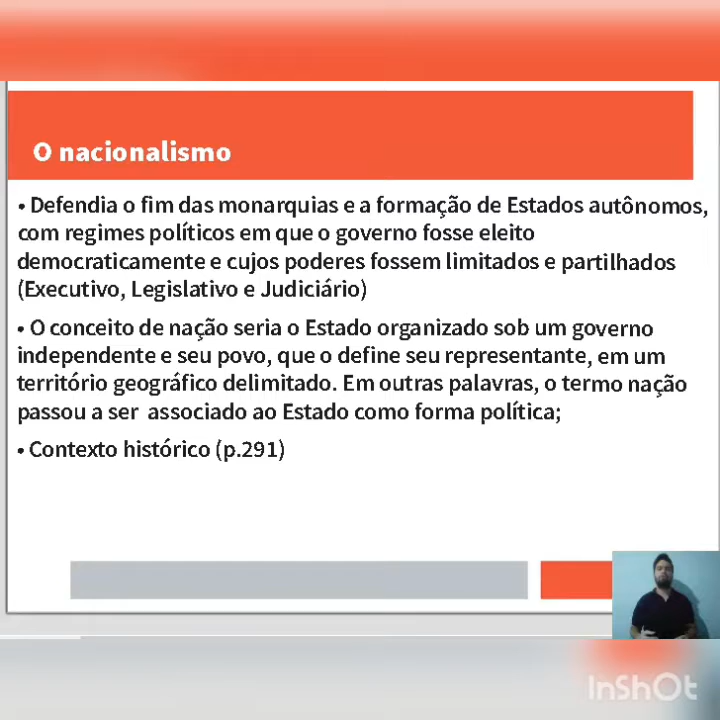 O nacionalismo
• Defendia o fim das monarquias e a formação de Estados autônomos,
com regimes políticos em que o governo fosse eleito
democraticamente e cujos poderes fossem limitados e partilhados
(Executivo, Legislativo e Judiciário)
• O conceito de nação seria o Estado organizado sob um governo
independente e seu povo, que o define seu representante, em um
território geográfico delimitado. Em outras palavras, o termo nação
passou a ser associado ao Estado como forma política;
• Contexto histórico (p.291)
InShOt